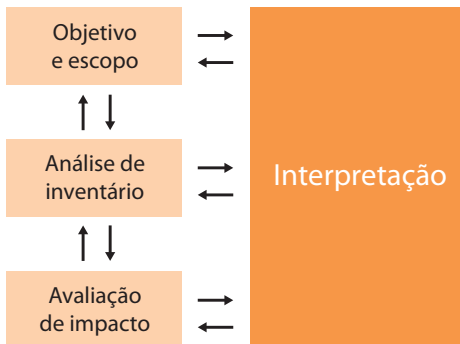 Objetivo
e escopo
Análise de
inventário
Interpretação
Avaliação
de impacto